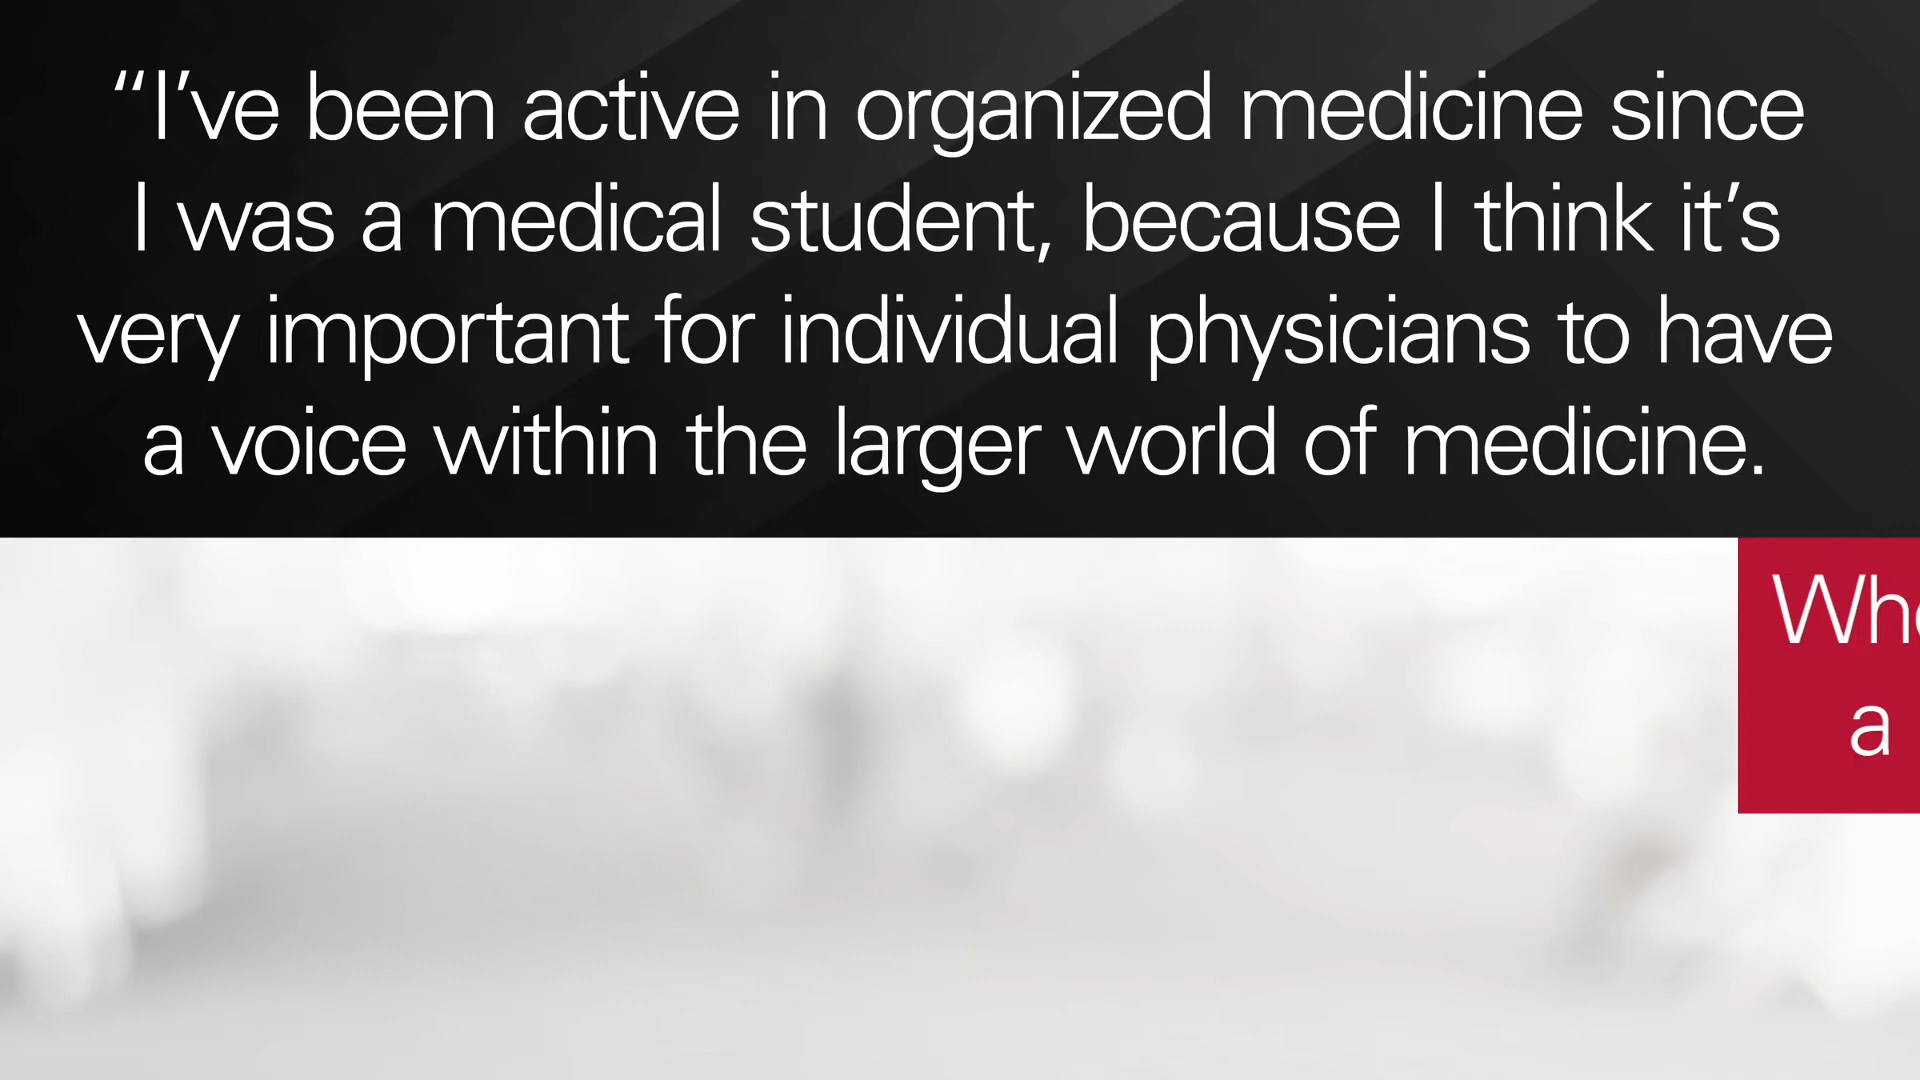 “I’ve been active in organized medicine since
I was a medical student, because I think it’s
very important for individual physicians to have
a voice within the larger world of medicine.
a